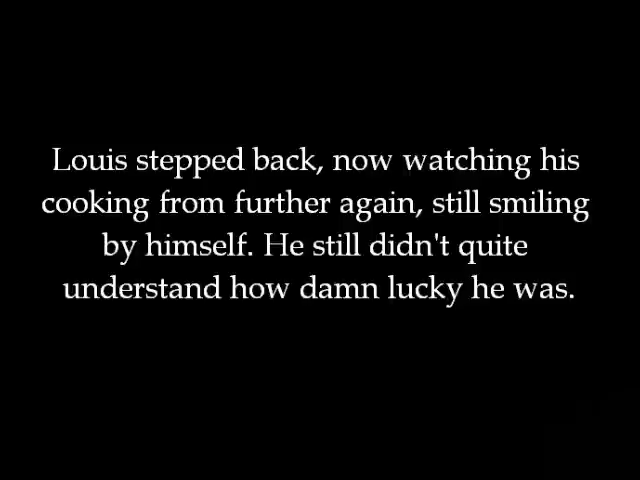 Louis stepped back, now watching his
cooking from further again, still smiling
by himself. He still didn't quite
understand how damn lucky he was.